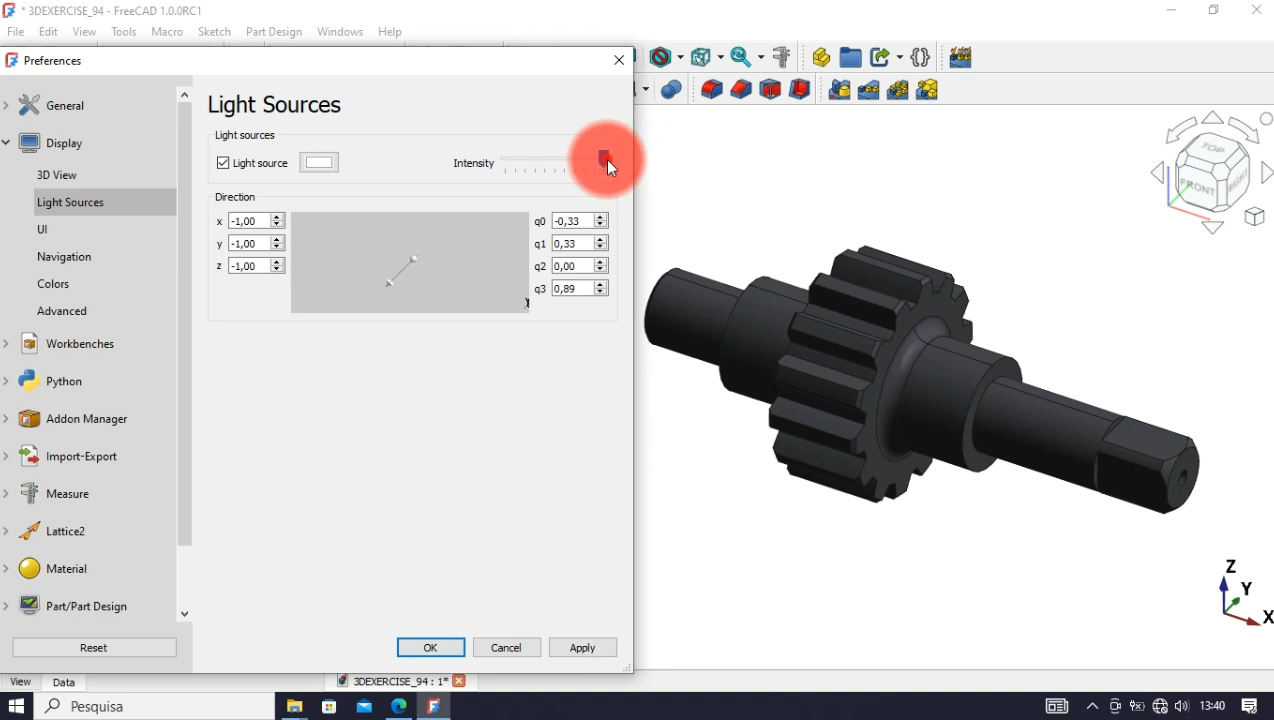 * 3DEXERCISE_94 - FreeCAD 1.0.0RC1
File Edit View Tools Macro Sketch Part Design Windows Help
Preferences
General
Display
3D View
Light Sources
UI
Navigation
Colors
Advanced
Workbenches
Python
Addon Manager
Import-Export
Measure
Lattice2
Material
Part/Part Design
Reset
Light Sources
Light sources
Light source
Intensity
Direction
x -1,00
y -1,00
z -1,00
q0 -0,33
q1 0,33
q2 0,00
q3 0,89
OK Cancel Apply
TOP
FRONT
RIGHT
Z
Y
X
View Data
3DEXERCISE_94 : 1*
Pesquisa
13:40